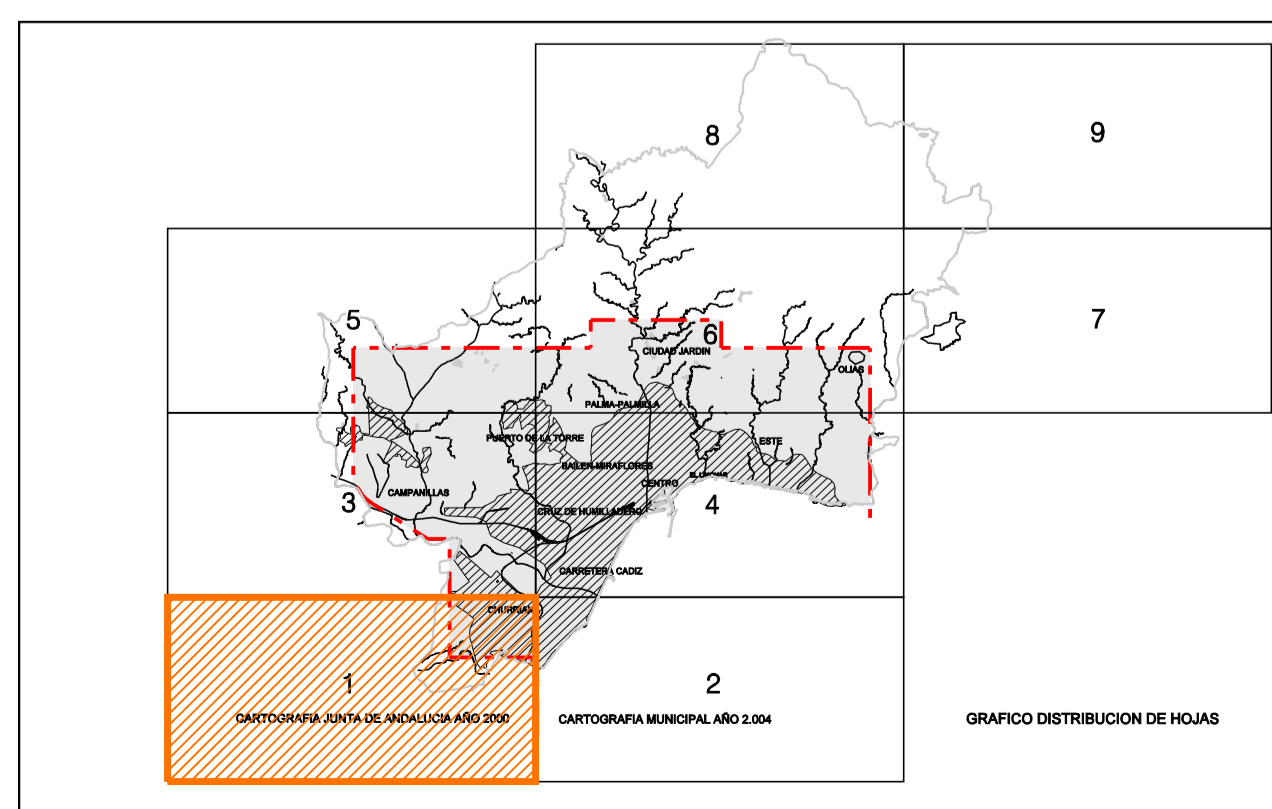 8
9
5
6
7
CIUDAD JARDIN
OLIAS
PALMA-PALMILLA
PUERTO DE LA TORRE
ESTE
BAILEN-MIRAFLORES
CENTRO
CAMPANILLAS
3
4
CRUZ DE HUMILLADERO
CARRETERA CADIZ
CHURRIANA
1
2
CARTOGRAFIA JUNTA DE ANDALUCIA AÑO 2000
CARTOGRAFIA MUNICIPAL AÑO 2.004
GRAFICO DISTRIBUCION DE HOJAS